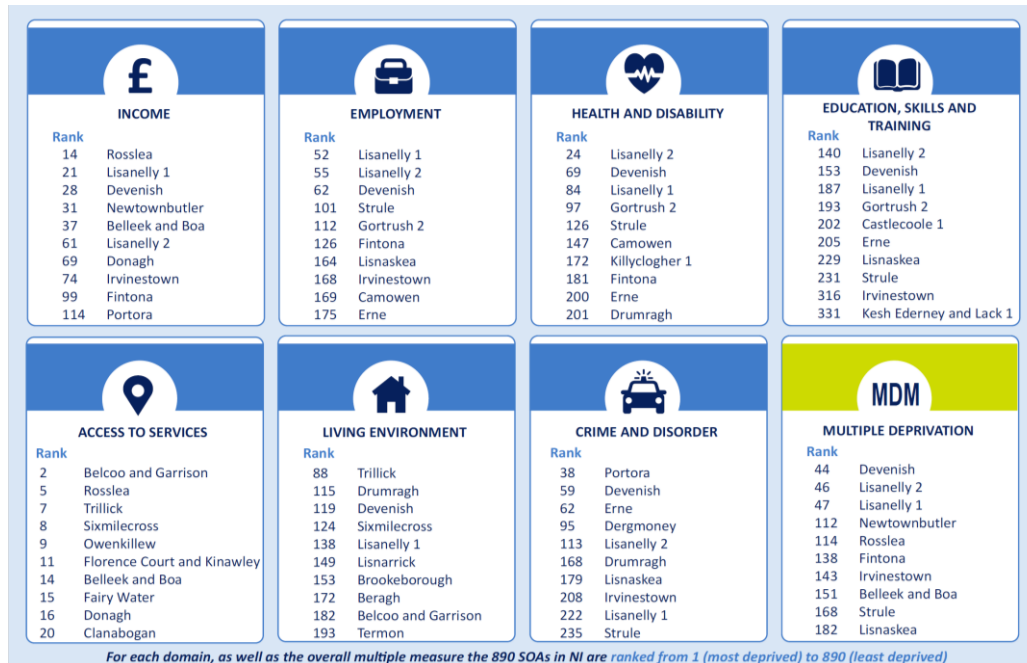 £
INCOME
Rank
14 Rosslea
21 Lisanelly 1
28 Devenish
31 Newtownbutler
37 Belleek and Boa
61 Lisanelly 2
69 Donagh
74 Irvinestown
99 Fintona
114 Portora
EMPLOYMENT
Rank
52 Lisanelly 1
55 Lisanelly 2
62 Devenish
101 Strule
112 Gortrush 2
126 Fintona
164 Lisnaskea
168 Irvinestown
169 Camowen
175 Erne
HEALTH AND DISABILITY
Rank
24 Lisanelly 2
69 Devenish
84 Lisanelly 1
97 Gortrush 2
126 Strule
147 Camowen
172 Killyclogher 1
181 Fintona
200 Erne
201 Drumragh
EDUCATION, SKILLS AND
TRAINING
Rank
140 Lisanelly 2
153 Devenish
187 Lisanelly 1
193 Gortrush 2
202 Castlecoole 1
205 Erne
229 Lisnaskea
231 Strule
316 Irvinestown
331 Kesh Ederney and Lack 1
ACCESS TO SERVICES
Rank
2 Belcoo and Garrison
5 Rosslea
7 Trillick
8 Sixmilecross
9 Owenkillew
11 Florence Court and Kinawley
14 Belleek and Boa
15 Fairy Water
16 Donagh
20 Clanabogan
LIVING ENVIRONMENT
Rank
88 Trillick
115 Drumragh
119 Devenish
124 Sixmilecross
138 Lisanelly 1
149 Lisnarrick
153 Brookeborough
172 Beragh
182 Belcoo and Garrison
193 Termon
CRIME AND DISORDER
Rank
38 Portora
59 Devenish
62 Erne
95 Dergmoney
113 Lisanelly 2
168 Drumragh
179 Lisnaskea
208 Irvinestown
222 Lisanelly 1
235 Strule
MDM
MULTIPLE DEPRIVATION
Rank
44 Devenish
46 Lisanelly 2
47 Lisanelly 1
112 Newtownbutler
114 Rosslea
138 Fintona
143 Irvinestown
151 Belleek and Boa
168 Strule
182 Lisnaskea
For each domain, as well as the overall multiple measure the 890 SOAs in NI are ranked from 1 (most deprived) to 890 (least deprived)